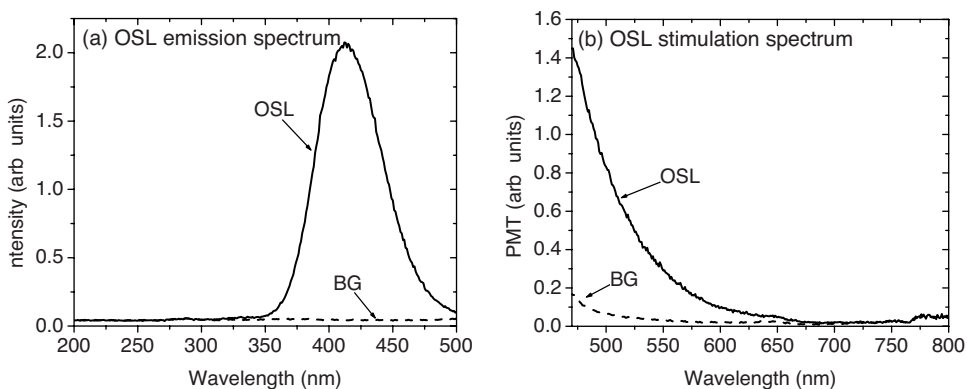 (a) OSL emission spectrum
2.0
1.5
1.0
0.5
0.0
ntensity (arb units)
OSL
BG
200 250 300 350 400 450 500
Wavelength (nm)
(b) OSL stimulation spectrum
1.6
1.4
1.2
1.0
0.8
0.6
0.4
0.2
0.0
PMT (arb units)
OSL
BG
500 550 600 650 700 750 800
Wavelength (nm)